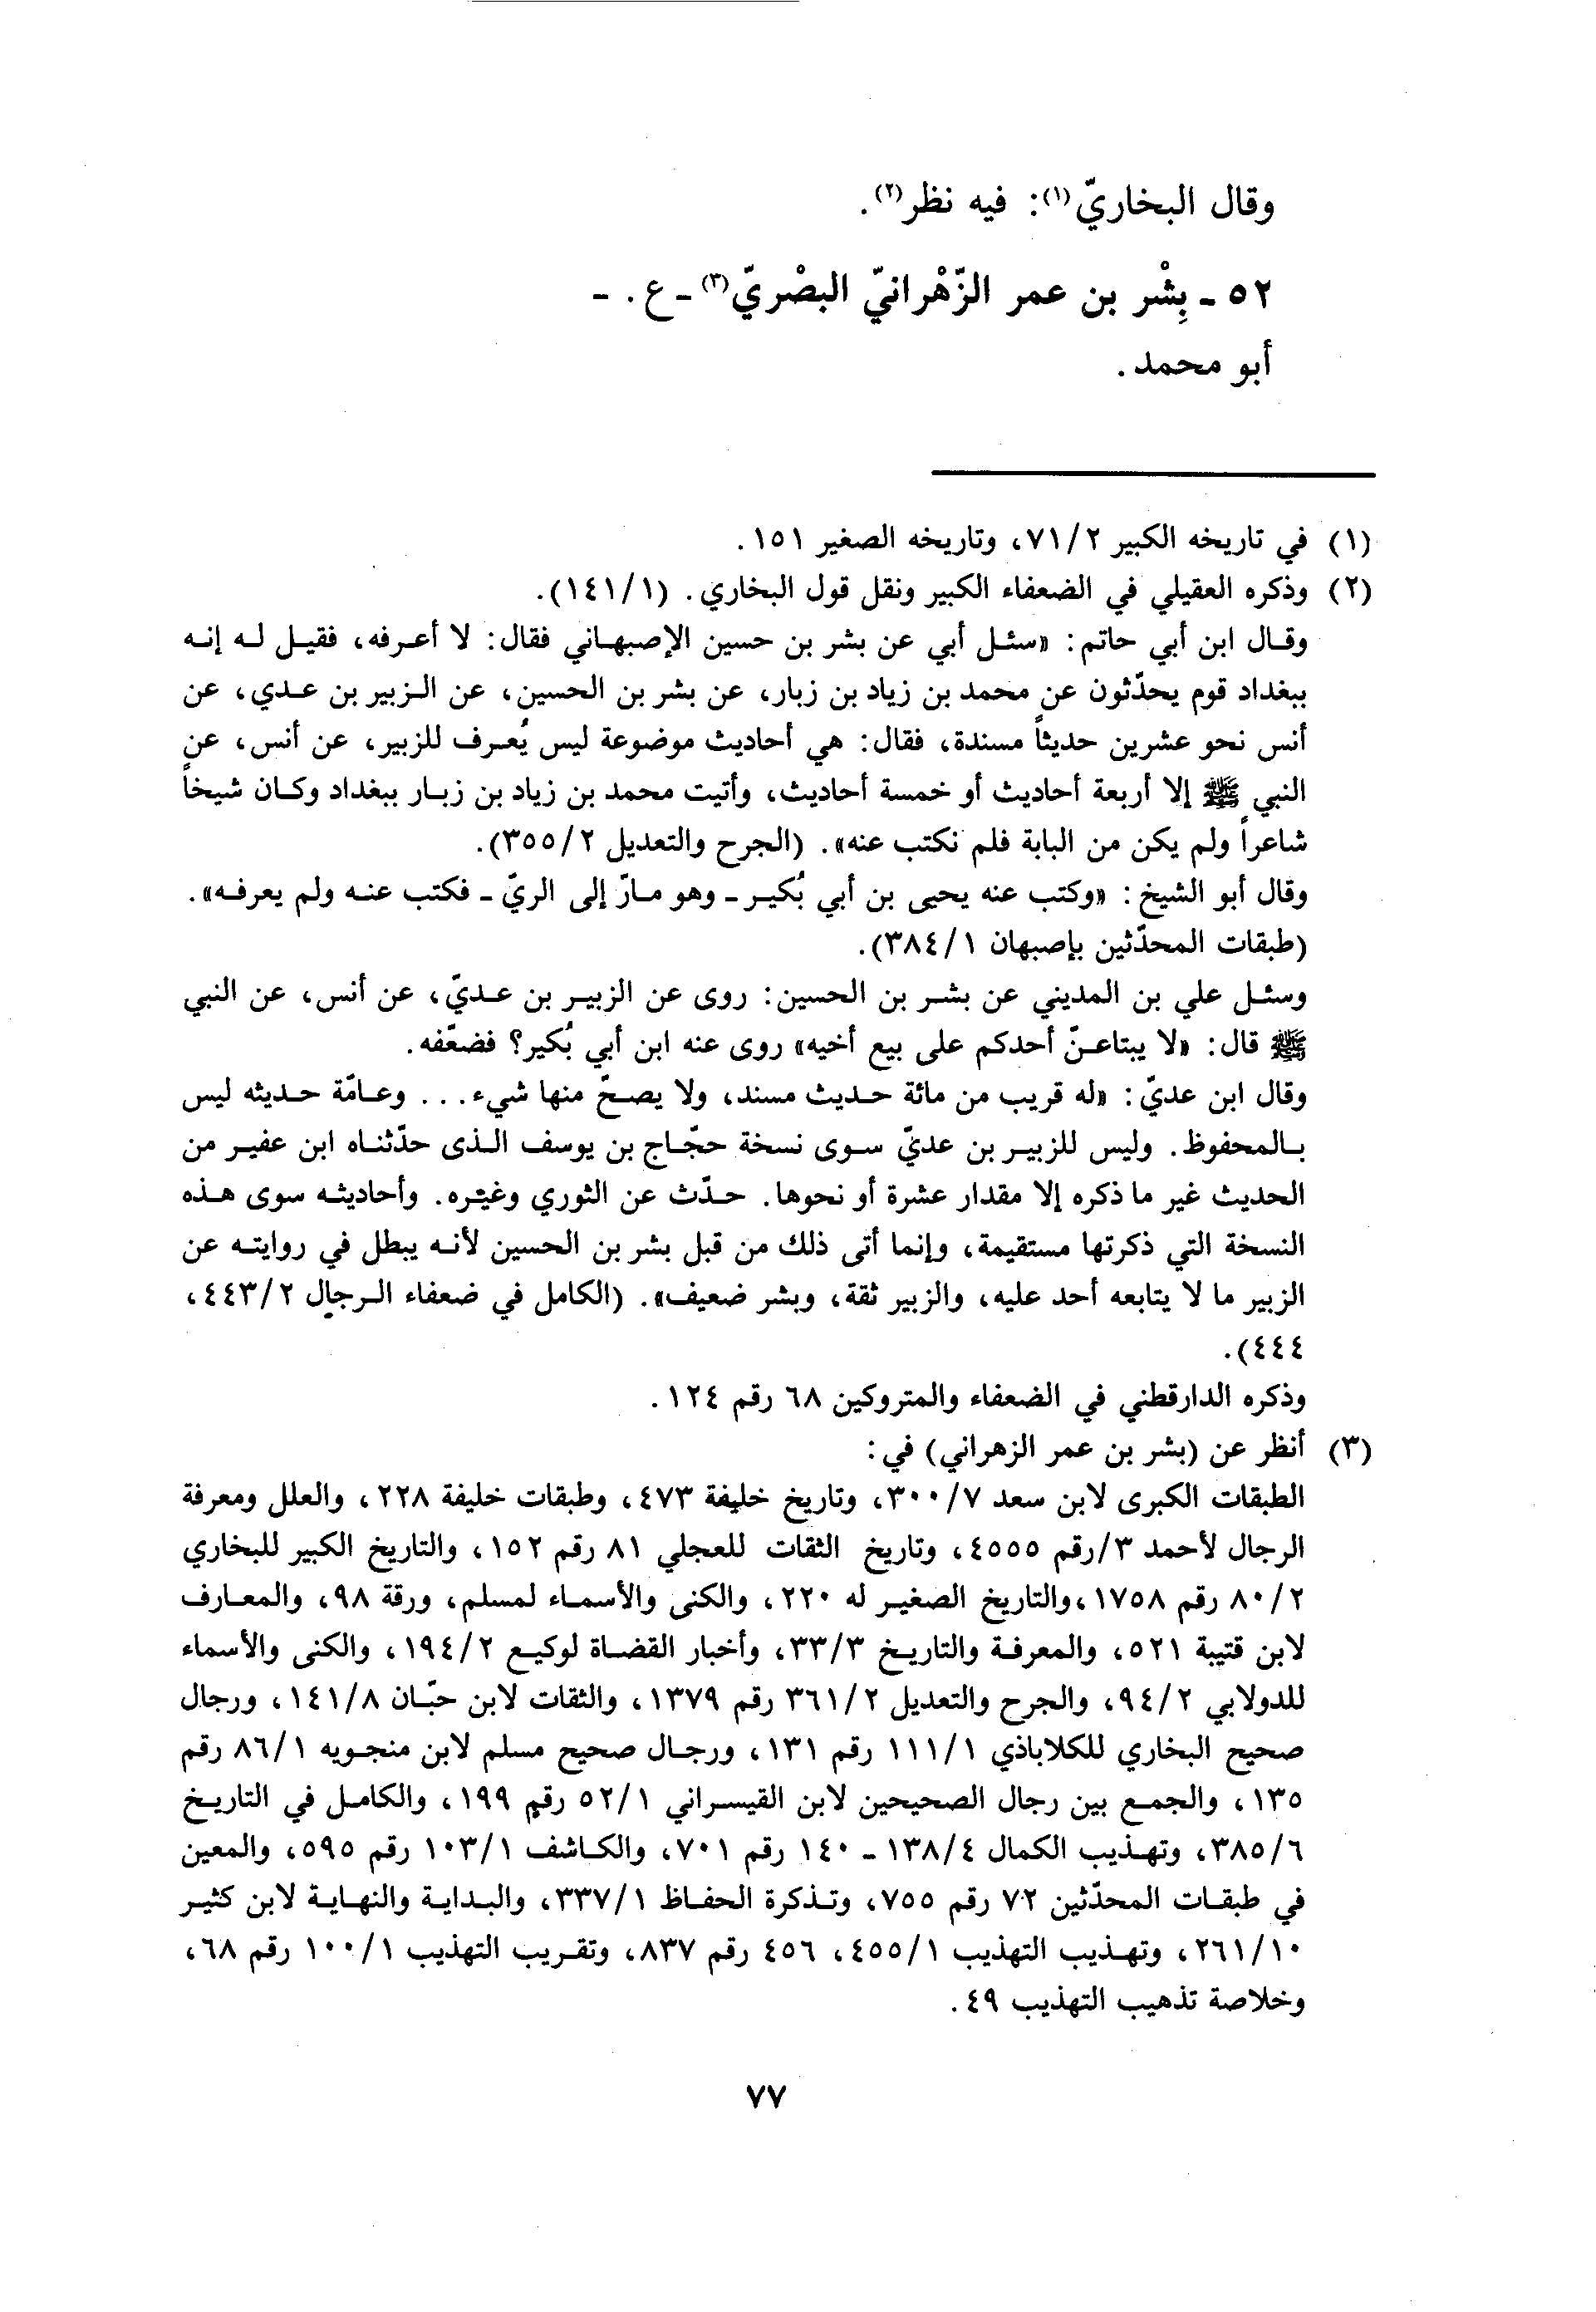 وقال البخاريّ(١): فيه نظر(٢).
٥٢ - بِشْر بن عمر الزّهْرانيّ البصْريّ(٣) - ع. -
أبو محمد.
(١) في تاريخه الكبير ٧١/٢، وتاريخه الصغير ١٥١.
(٢) وذكره العقيلي في الضعفاء الكبير ونقل قول البخاري. (١٤١/١).
وقال ابن أبي حاتم: «سئل أبي عن بشر بن حسين الإصبهاني فقال: لا أعرفه، فقيل له إنه
ببغداد قوم يحدّثون عن محمد بن زياد بن زبار، عن بشر بن الحسين، عن الزبير بن عدي، عن
أنس نحو عشرين حديثاً مسندة، فقال: هي أحاديث موضوعة ليس يُعرف للزبير، عن أنس، عن
النبي ﷺ إلا أربعة أحاديث أو خمسة أحاديث، وأتيت محمد بن زياد بن زبار ببغداد وكان شيخاً
شاعراً ولم يكن من البابة فلم نكتب عنه». (الجرح والتعديل ٣٥٥/٢).
وقال أبو الشيخ: «وكتب عنه يحيى بن أبي بُكير - وهو مارّ إلى الريّ - فكتب عنه ولم يعرفه».
(طبقات المحدّثين بإصبهان ٣٨٤/١).
وسئل علي بن المديني عن بشر بن الحسين: روى عن الزبير بن عديّ، عن أنس، عن النبي
ﷺ قال: «لا يبتاعنّ أحدكم على بيع أخيه» روى عنه ابن أبي بُكير؟ فضعّفه.
وقال ابن عديّ: «له قريب من مائة حديث مسند، ولا يصحّ منها شيء... وعامّة حديثه ليس
بالمحفوظ. وليس للزبير بن عديّ سوى نسخة حجّاج بن يوسف الذى حدّثناه ابن عفير من
الحديث غير ما ذكره إلا مقدار عشرة أو نحوها. حدّث عن الثوري وغيره. وأحاديثه سوى هذه
النسخة التي ذكرتها مستقيمة، وإنما أتى ذلك من قبل بشر بن الحسين لأنه يبطل في روايته عن
الزبير ما لا يتابعه أحد عليه، والزبير ثقة، وبشر ضعيف». (الكامل في ضعفاء الرجال ٤٤٣/٢،
٤٤٤).
وذكره الدارقطني في الضعفاء والمتروكين ٦٨ رقم ١٢٤.
(٣) أنظر عن (بشر بن عمر الزهراني) في:
الطبقات الكبرى لابن سعد ٣٠٠/٧، وتاريخ خليفة ٤٧٣، وطبقات خليفة ٢٢٨، والعلل ومعرفة
الرجال لأحمد ٣/رقم ٤٥٥٥، وتاريخ الثقات للعجلي ٨١ رقم ١٥٢، والتاريخ الكبير للبخاري
٨٠/٢ رقم ١٧٥٨، والتاريخ الصغير له ٢٢٠، والكنى والأسماء لمسلم، ورقة ٩٨، والمعارف
لابن قتيبة ٥٢١، والمعرفة والتاريخ ٣٣/٣، وأخبار القضاة لوكيع ١٩٤/٢، والكنى والأسماء
للدولابي ٩٤/٢، والجرح والتعديل ٣٦١/٢ رقم ١٣٧٩، والثقات لابن حبّان ١٤١/٨، ورجال
صحيح البخاري للكلاباذي ١١١/١ رقم ١٣١، ورجال صحيح مسلم لابن منجويه ٨٦/١ رقم
١٣٥، والجمع بين رجال الصحيحين لابن القيسراني ٥٢/١ رقم ١٩٩، والكامل في التاريخ
٣٨٥/٦، وتهذيب الكمال ١٣٨/٤ - ١٤٠ رقم ٧٠١، والكاشف ١٠٣/١ رقم ٥٩٥، والمعين
في طبقات المحدّثين ٧٢ رقم ٧٥٥، وتذكرة الحفاظ ٣٣٧/١، والبداية والنهاية لابن كثير
٢٦١/١٠، وتهذيب التهذيب ٤٥٥/١، ٤٥٦ رقم ٨٣٧، وتقريب التهذيب ١٠٠/١ رقم ٦٨،
وخلاصة تذهيب التهذيب ٤٩.
٧٧